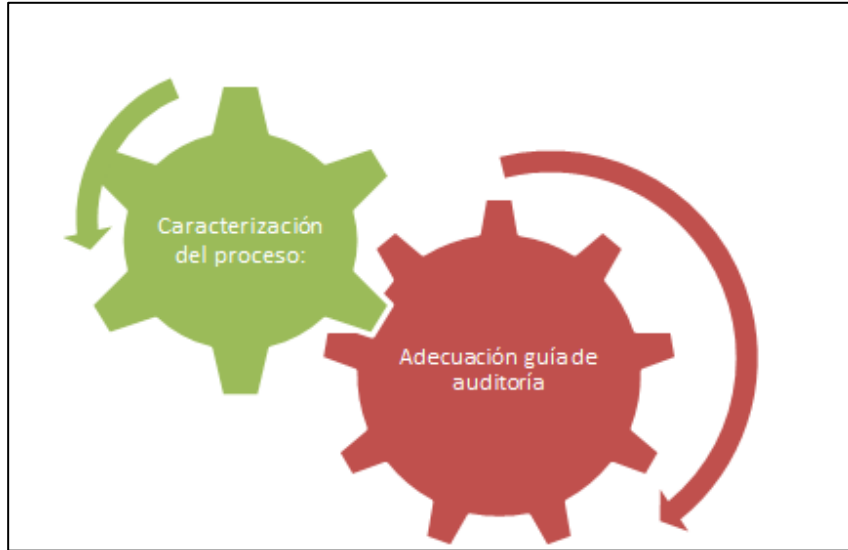 Caracterización
del proceso:
Adecuación guía de
auditoría